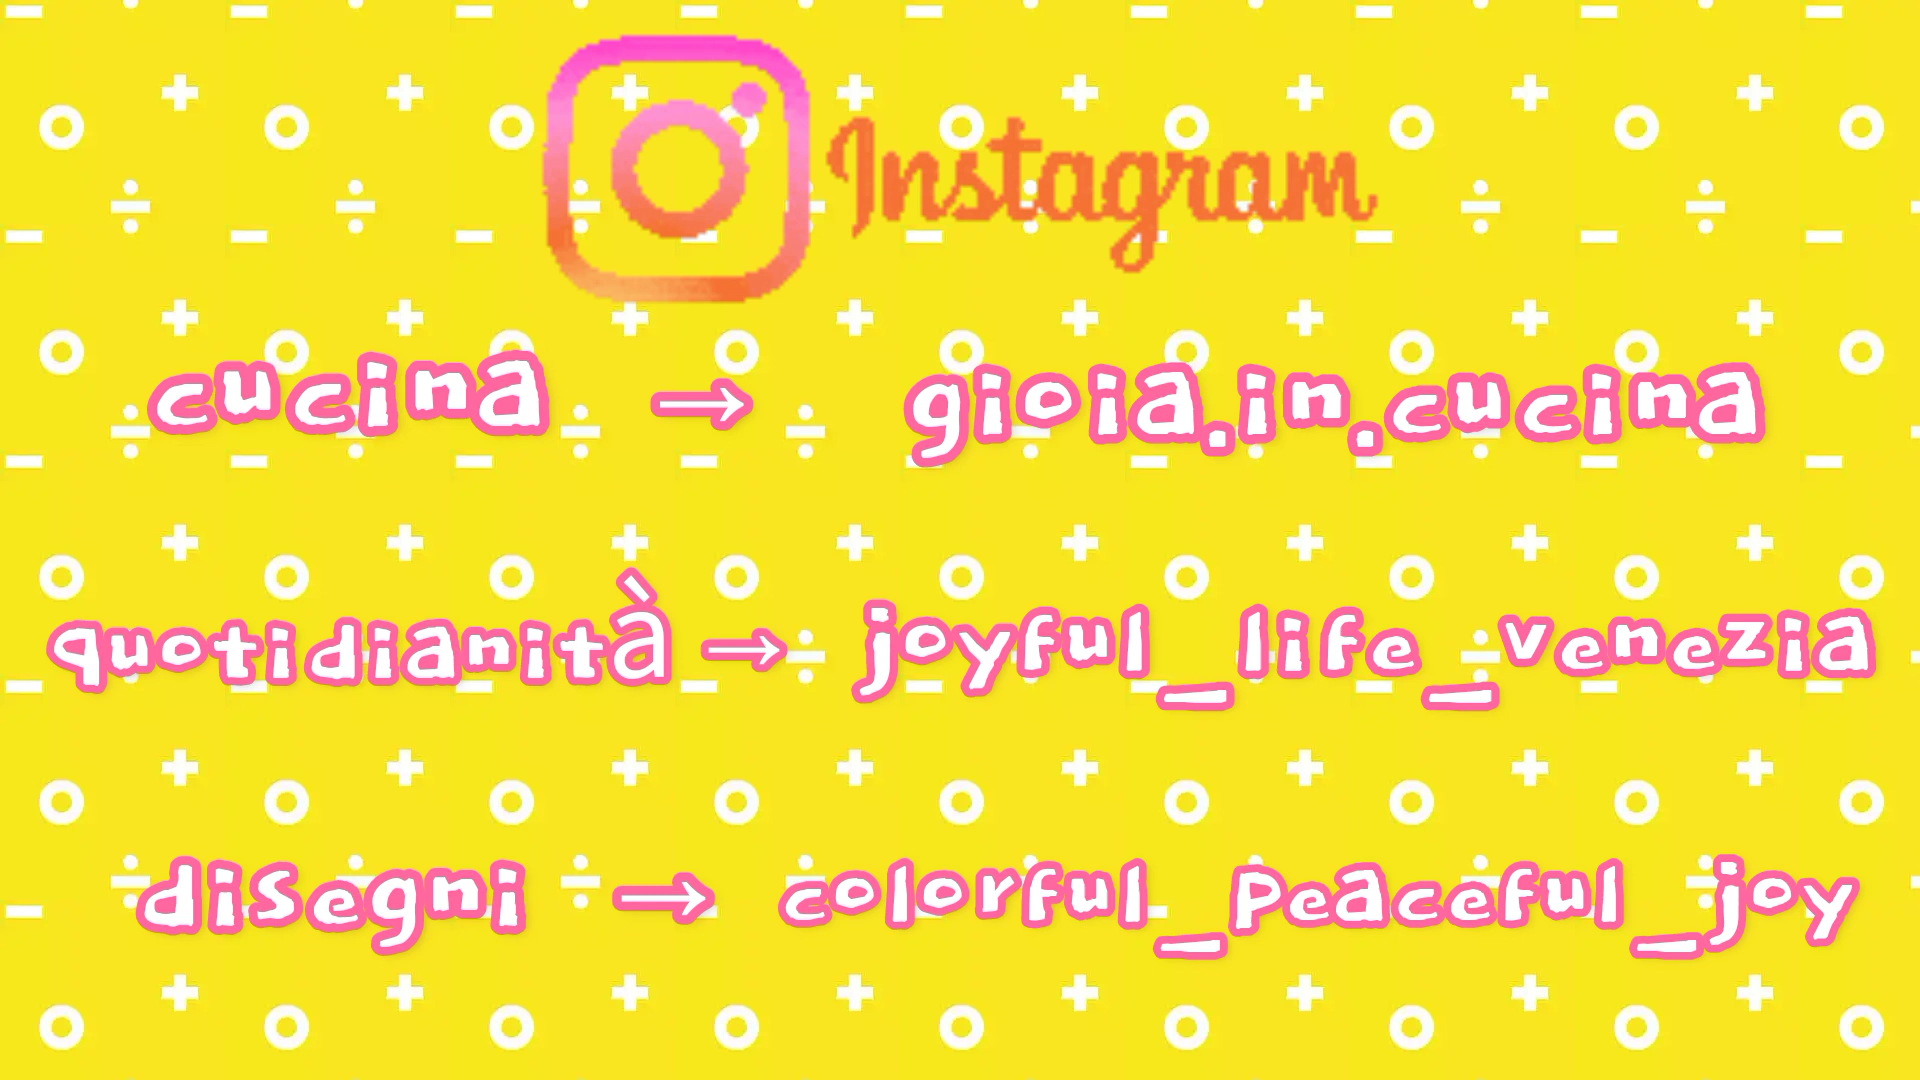 Instagram
cucina → gioia.in.cucina
quotidianità → joyful_life_venezia
disegni → colorful_peaceful_joy